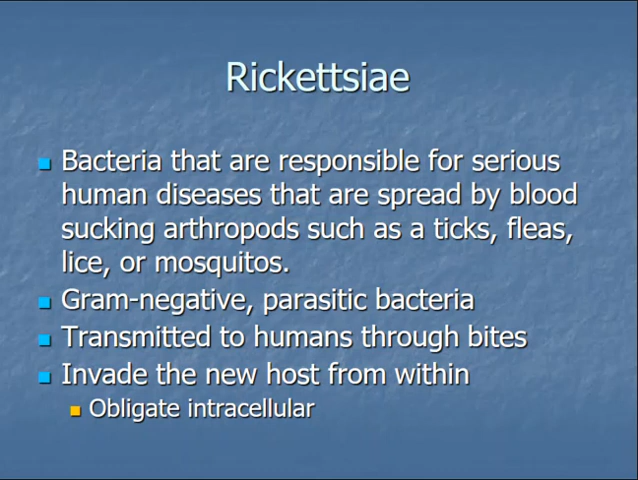 Rickettsiae
Bacteria that are responsible for serious
human diseases that are spread by blood
sucking arthropods such as a ticks, fleas,
lice, or mosquitos.
Gram-negative, parasitic bacteria
Transmitted to humans through bites
Invade the new host from within
Obligate intracellular